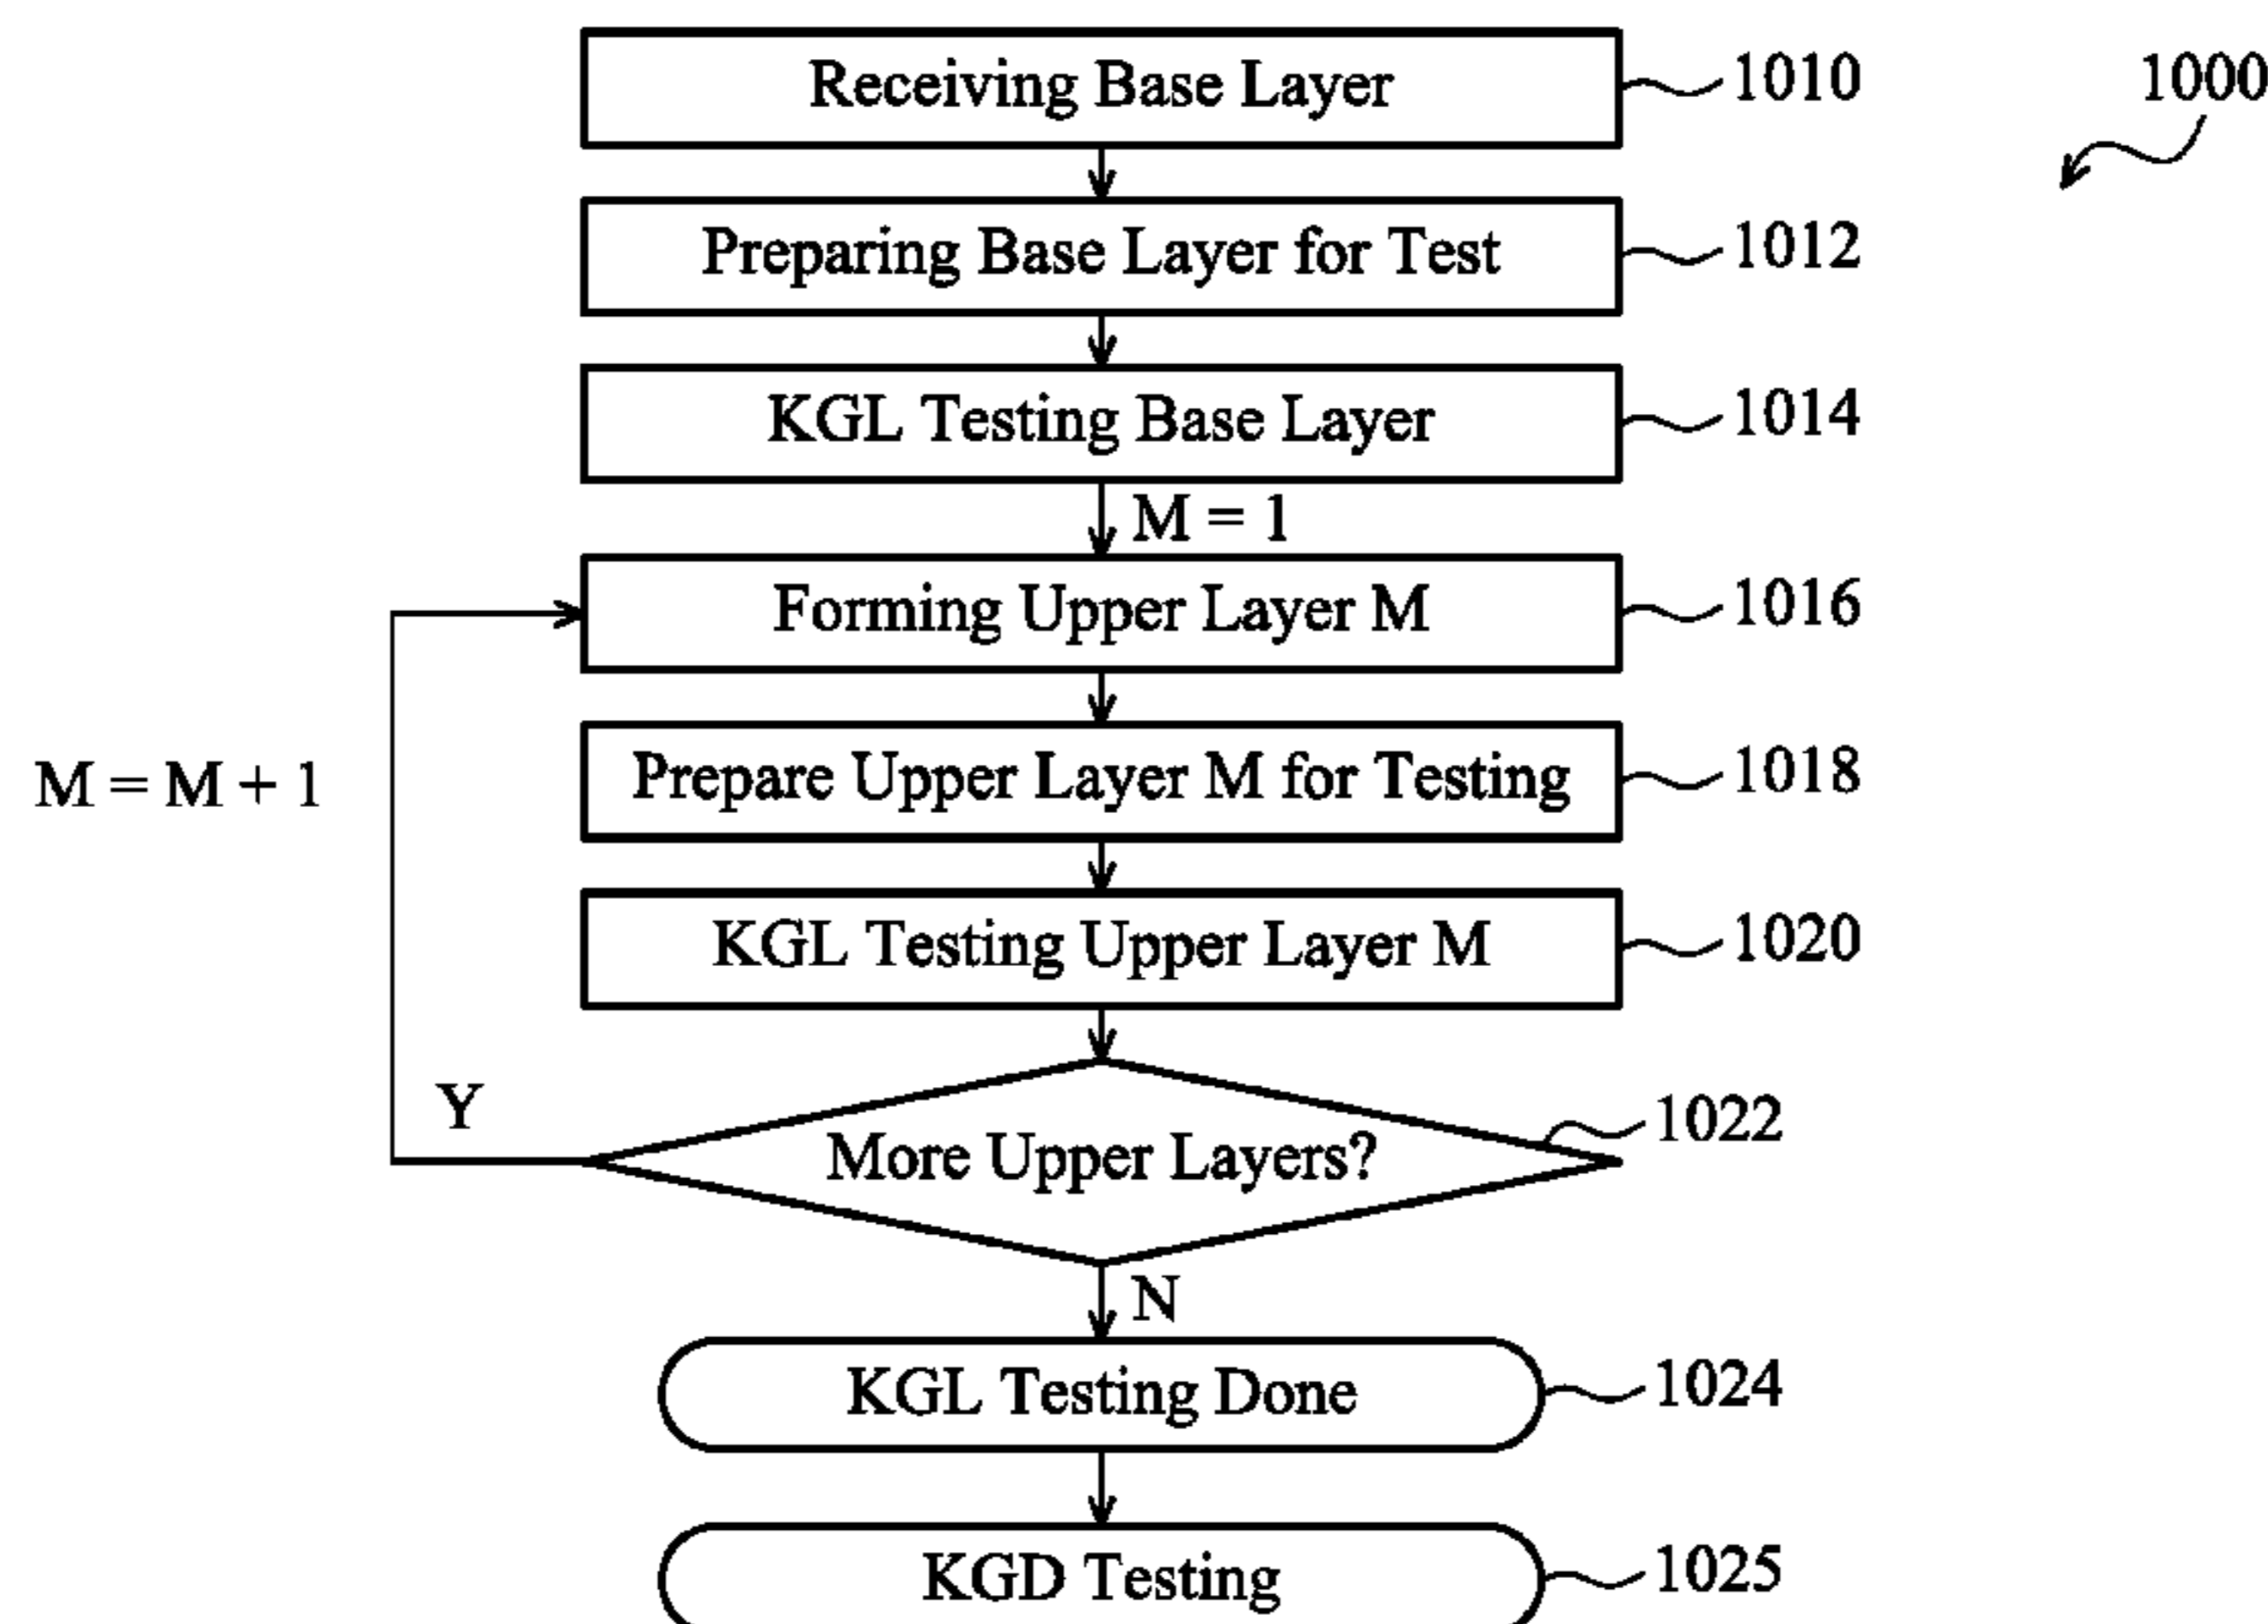 Receiving Base Layer
1010
1000
Preparing Base Layer for Test
1012
KGL Testing Base Layer
1014
M = 1
Forming Upper Layer M
1016
M = M + 1
Prepare Upper Layer M for Testing
1018
KGL Testing Upper Layer M
1020
Y
More Upper Layers?
1022
N
KGL Testing Done
1024
KGD Testing
1025